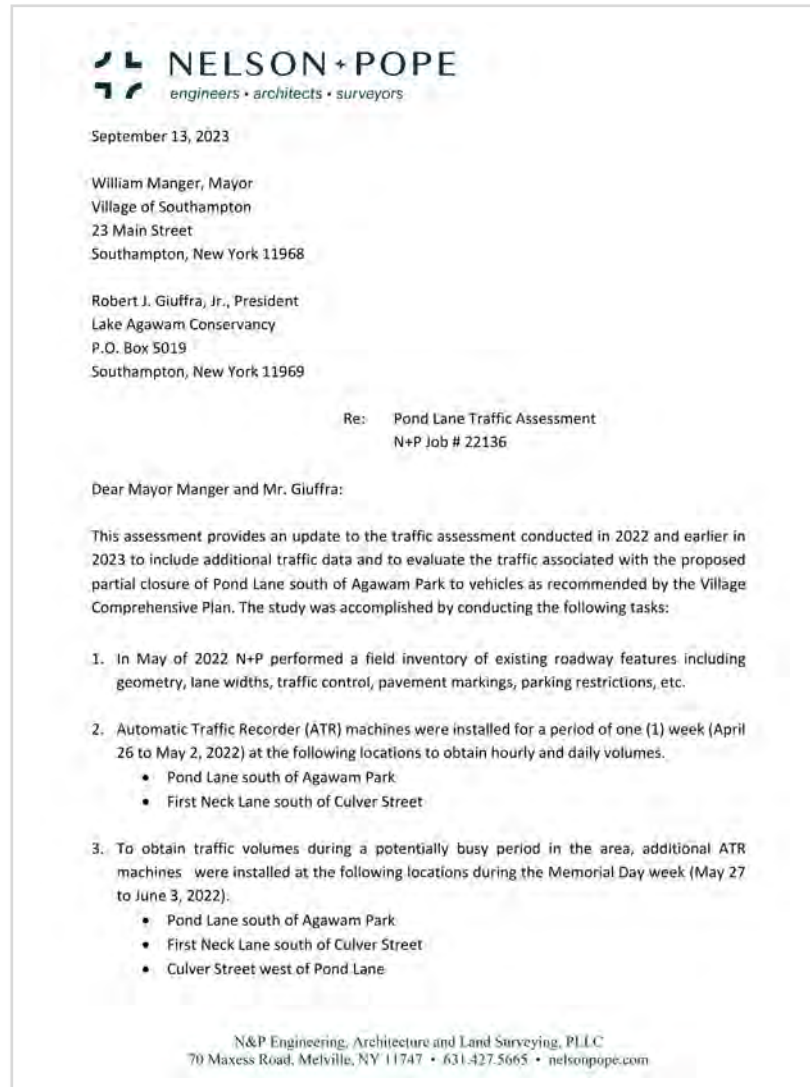 NELSON + POPE
engineers • architects • surveyors
September 13, 2023
William Manger, Mayor
Village of Southampton
23 Main Street
Southampton, New York 11968
Robert J. Giuffra, Jr., President
Lake Agawam Conservancy
P.O. Box 5019
Southampton, New York 11969
Re: Pond Lane Traffic Assessment
N+P Job # 22136
Dear Mayor Manger and Mr. Giuffra:
This assessment provides an update to the traffic assessment conducted in 2022 and earlier in
2023 to include additional traffic data and to evaluate the traffic associated with the proposed
partial closure of Pond Lane south of Agawam Park to vehicles as recommended by the Village
Comprehensive Plan. The study was accomplished by conducting the following tasks:
1. In May of 2022 N+P performed a field inventory of existing roadway features including
geometry, lane widths, traffic control, pavement markings, parking restrictions, etc.
2. Automatic Traffic Recorder (ATR) machines were installed for a period of one (1) week (April
26 to May 2, 2022) at the following locations to obtain hourly and daily volumes.
• Pond Lane south of Agawam Park
• First Neck Lane south of Culver Street
3. To obtain traffic volumes during a potentially busy period in the area, additional ATR
machines were installed at the following locations during the Memorial Day week (May 27
to June 3, 2022).
• Pond Lane south of Agawam Park
• First Neck Lane south of Culver Street
• Culver Street west of Pond Lane
N&P Engineering, Architecture and Land Surveying, PLLC
70 Maxess Road, Melville, NY 11747 • 631.427.5665 • nelsonpope.com